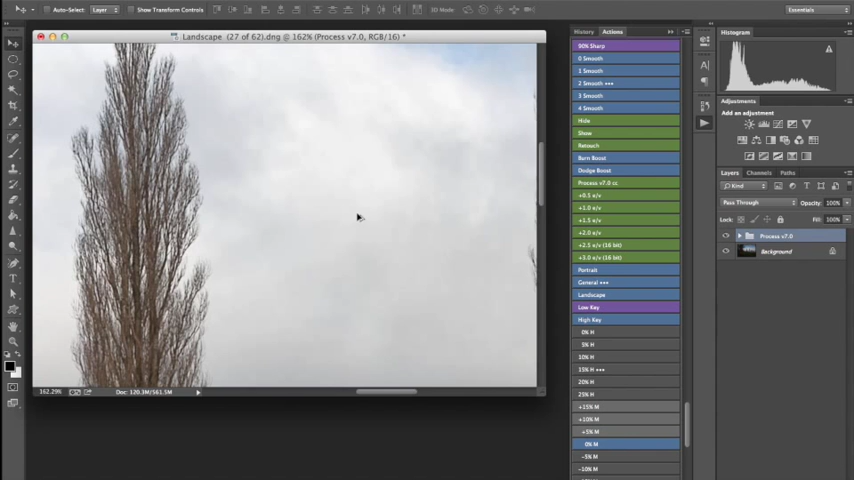 Auto-Select: Layer Show Transform Controls 3D Mode: Essentials
Landscape (27 of 62).dng @ 162% (Process v7.0, RGB/16) *
162.29% Doc: 120.3M/561.5M
History Actions
90% Sharp
0 Smooth
1 Smooth
2 Smooth •••
3 Smooth
4 Smooth
Hide
Show
Retouch
Burn Boost
Dodge Boost
Process v7.0 cc
+0.5 e/v
+1.0 e/v
+1.5 e/v
+2.0 e/v
+2.5 e/v (16 bit)
+3.0 e/v (16 bit)
Portrait
General •••
Landscape
Low Key
High Key
0% H
5% H
10% H
15% H •••
20% H
25% H
+15% M
+10% M
+5% M
0% M
-5% M
-10% M
Histogram
Adjustments
Add an adjustment
Layers Channels Paths
Kind
Pass Through Opacity: 100%
Lock: Fill: 100%
Process v7.0
Background